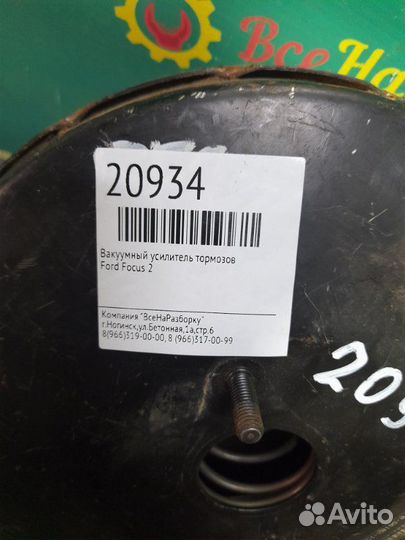 ВсеНа
20934
Вакуумный усилитель тормозов
Ford Focus 2
Компания "ВсеНаРазборку"
г.Ногинск,ул.Бетонная,1а,стр.6
8(966)319-00-00, 8 (966)317-00-99
209
Avito